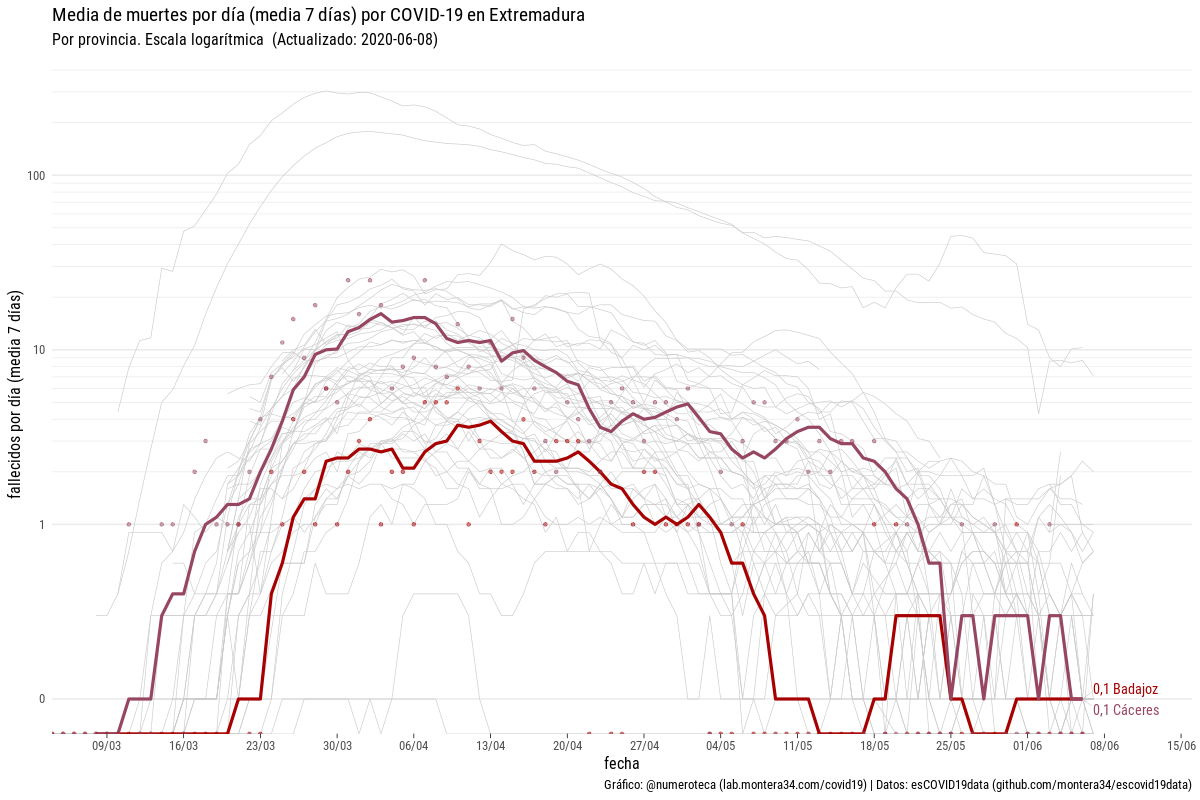 Media de muertes por día (media 7 días) por COVID-19 en Extremadura
Por provincia. Escala logarítmica (Actualizado: 2020-06-08)
fallecidos por día (media 7 días)
100
10
1
0
0,1 Badajoz
0,1 Cáceres
09/03 16/03 23/03 30/03 06/04 13/04 20/04 27/04 04/05 11/05 18/05 25/05 01/06 08/06 15/06
fecha
Gráfico: @numeroteca (lab.montera34.com/covid19) | Datos: esCOVID19data (github.com/montera34/escovid19data)